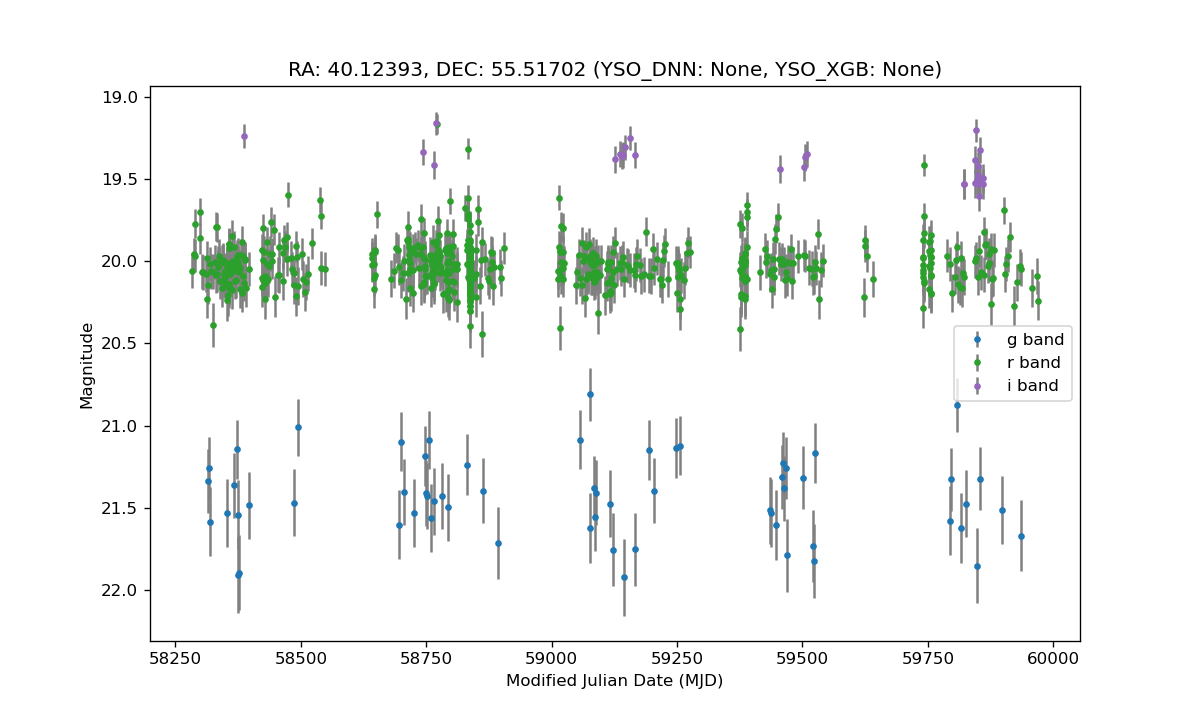 RA: 40.12393, DEC: 55.51702 (YSO_DNN: None, YSO_XGB: None)
19.0
19.5
20.0
20.5
21.0
21.5
22.0
Magnitude
g band
r band
i band
58250 58500 58750 59000 59250 59500 59750 60000
Modified Julian Date (MJD)